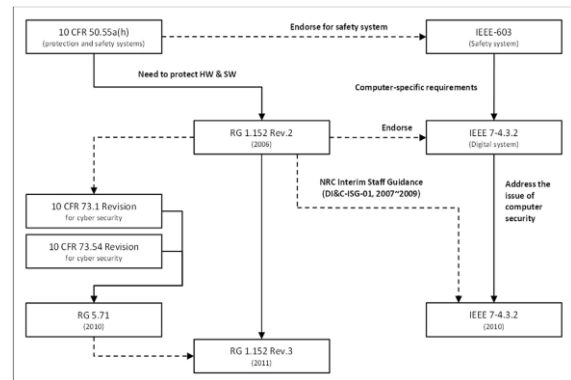 10 CFR 50.55a(h)
(protection and safety systems)
Endorse for safety system
IEEE-603
(Safety system)
Need to protect HW & SW
Computer-specific requirements
RG 1.152 Rev.2
(2006)
Endorse
IEEE 7-4.3.2
(Digital system)
NRC Interim Staff Guidance
(DI&C-ISG-01, 2007~2009)
Address the
issue of
computer
security
10 CFR 73.1 Revision
for cyber security
10 CFR 73.54 Revision
for cyber security
RG 5.71
(2010)
IEEE 7-4.3.2
(2010)
RG 1.152 Rev.3
(2011)